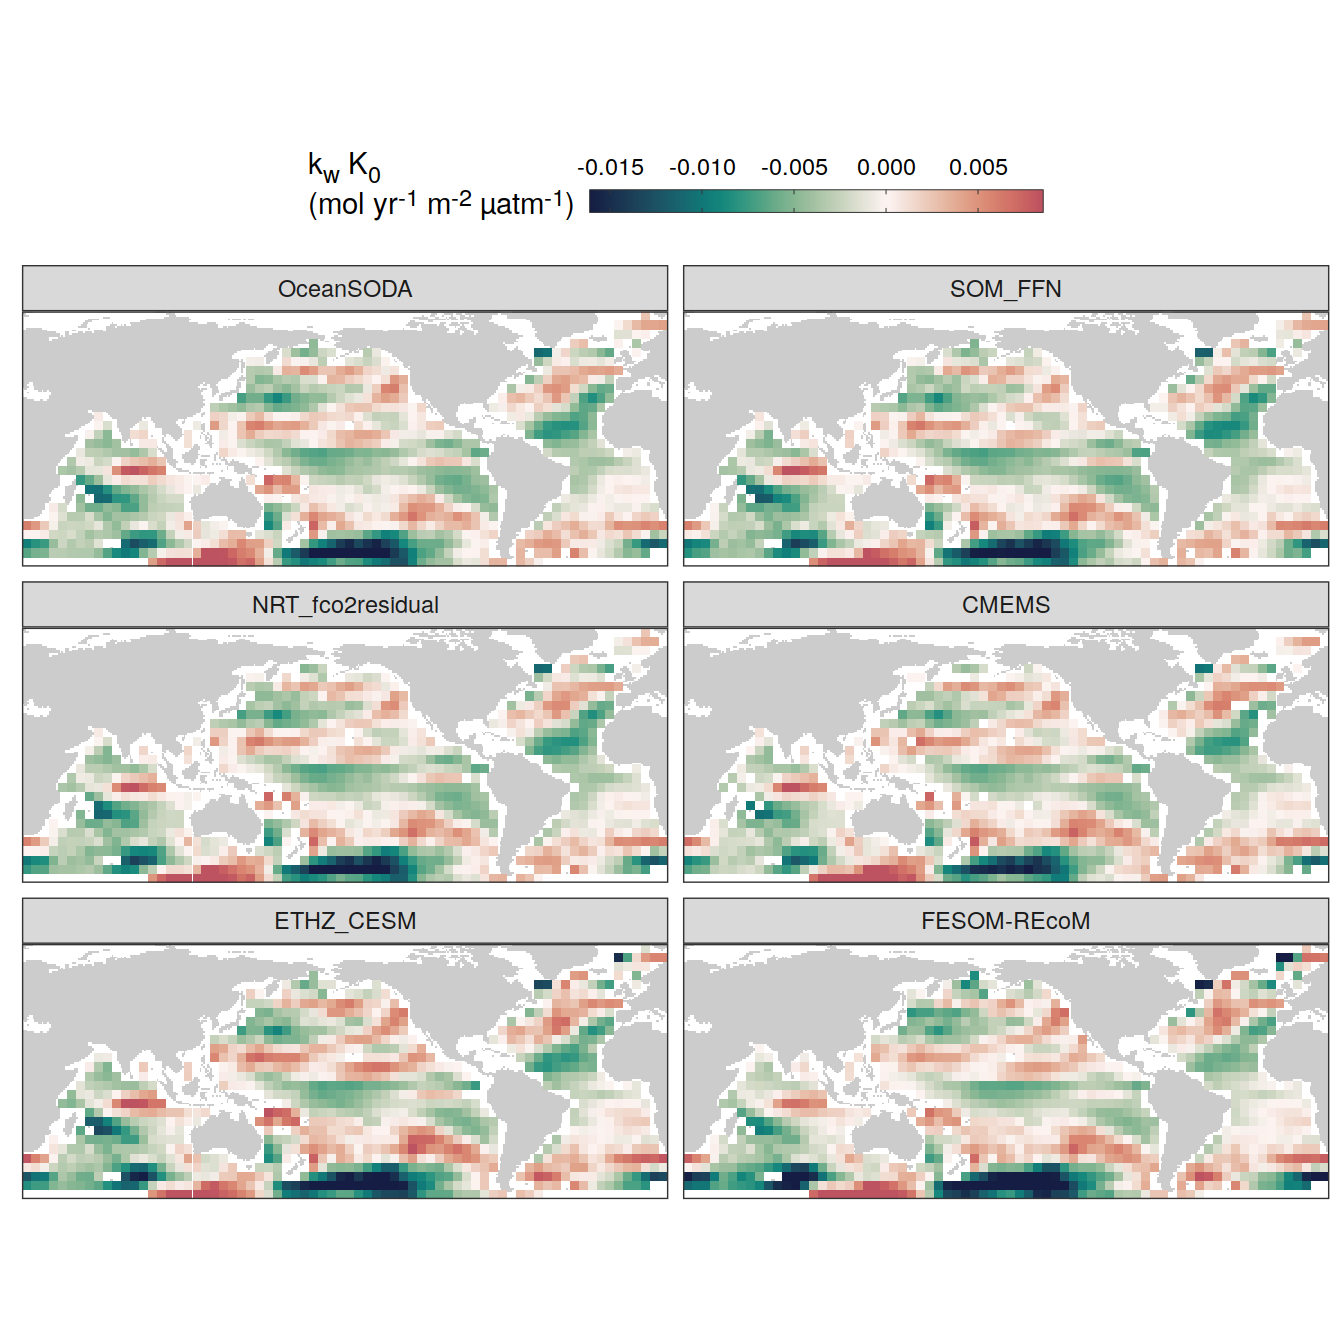 k_w K_0
(mol yr^-1 m^-2 µatm^-1)
-0.015 -0.010 -0.005 0.000 0.005
OceanSODA
SOM_FFN
NRT_fco2residual
CMEMS
ETHZ_CESM
FESOM-REcoM